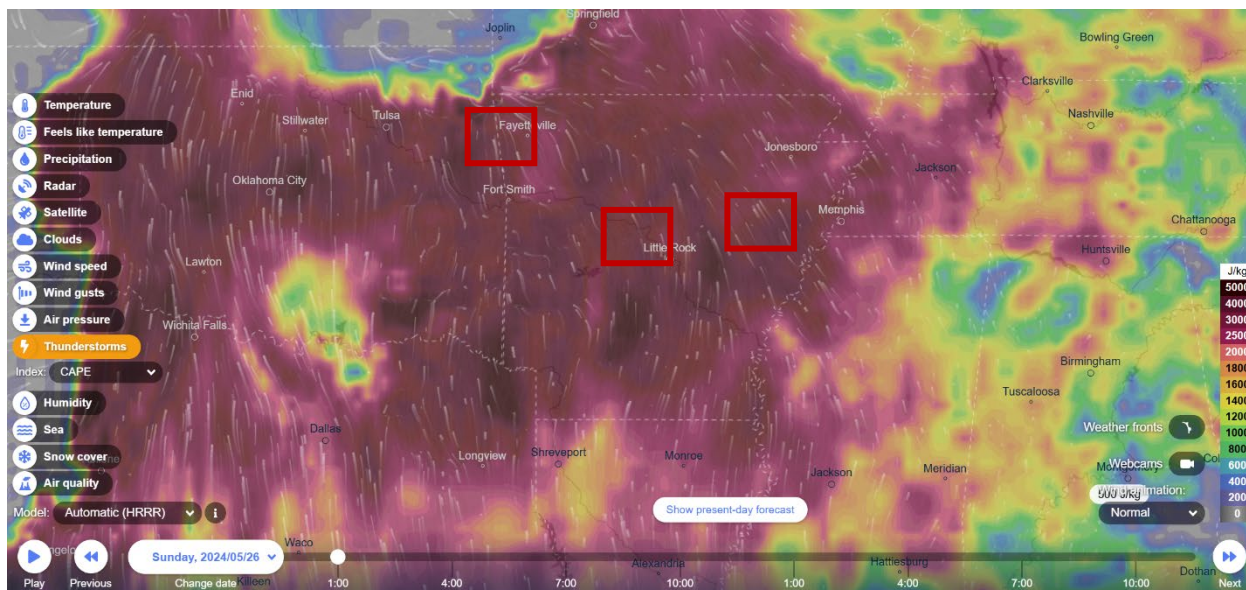 Springfield
Joplin
Bowling Green
Clarksville
Enid
Temperature
Tulsa
Stillwater
Nashville
Feels like temperature
Fayetteville
Jonesboro
Precipitation
Jackson
Oklahoma City
Radar
Fort Smith
Satellite
Memphis
Chattanooga
Clouds
Little Rock
Huntsville
Lawton
Wind speed
J/kg
5000
Wind gusts
4000
Air pressure
3000
Wichita Falls
2500
Thunderstorms
2000
Birmingham
1800
Index: CAPE
1600
Tuscaloosa
1400
Humidity
1200
Dallas
Weather fronts
Sea
1000
Longview
Shreveport
Monroe
800
Snow cover
Webcams
600
Jackson
Meridian
Montgomery
Air quality
400
500 J/kg
animation:
200
Model: Automatic (HRRR) i
Show present-day forecast
Normal
0
Waco
Sunday, 2024/05/26
Alexandria
Hattiesburg
Dothan
Play
Previous
Change date
Killeen
1:00
4:00
7:00
10:00
1:00
4:00
7:00
10:00
Next